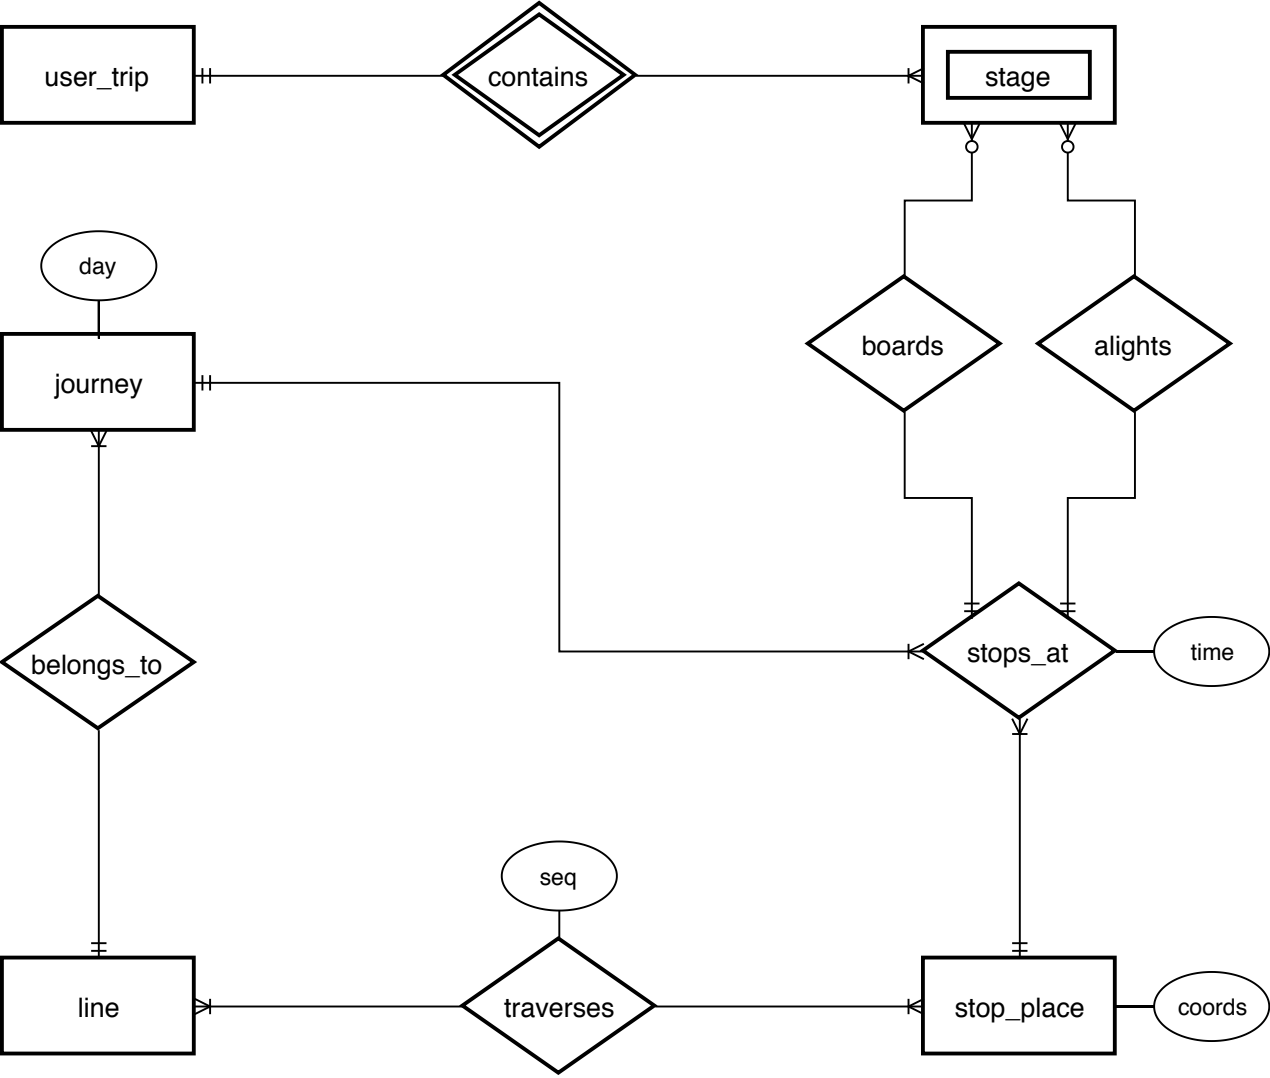 user_trip
contains
stage
day
journey
boards
alights
belongs_to
stops_at
time
seq
line
traverses
stop_place
coords